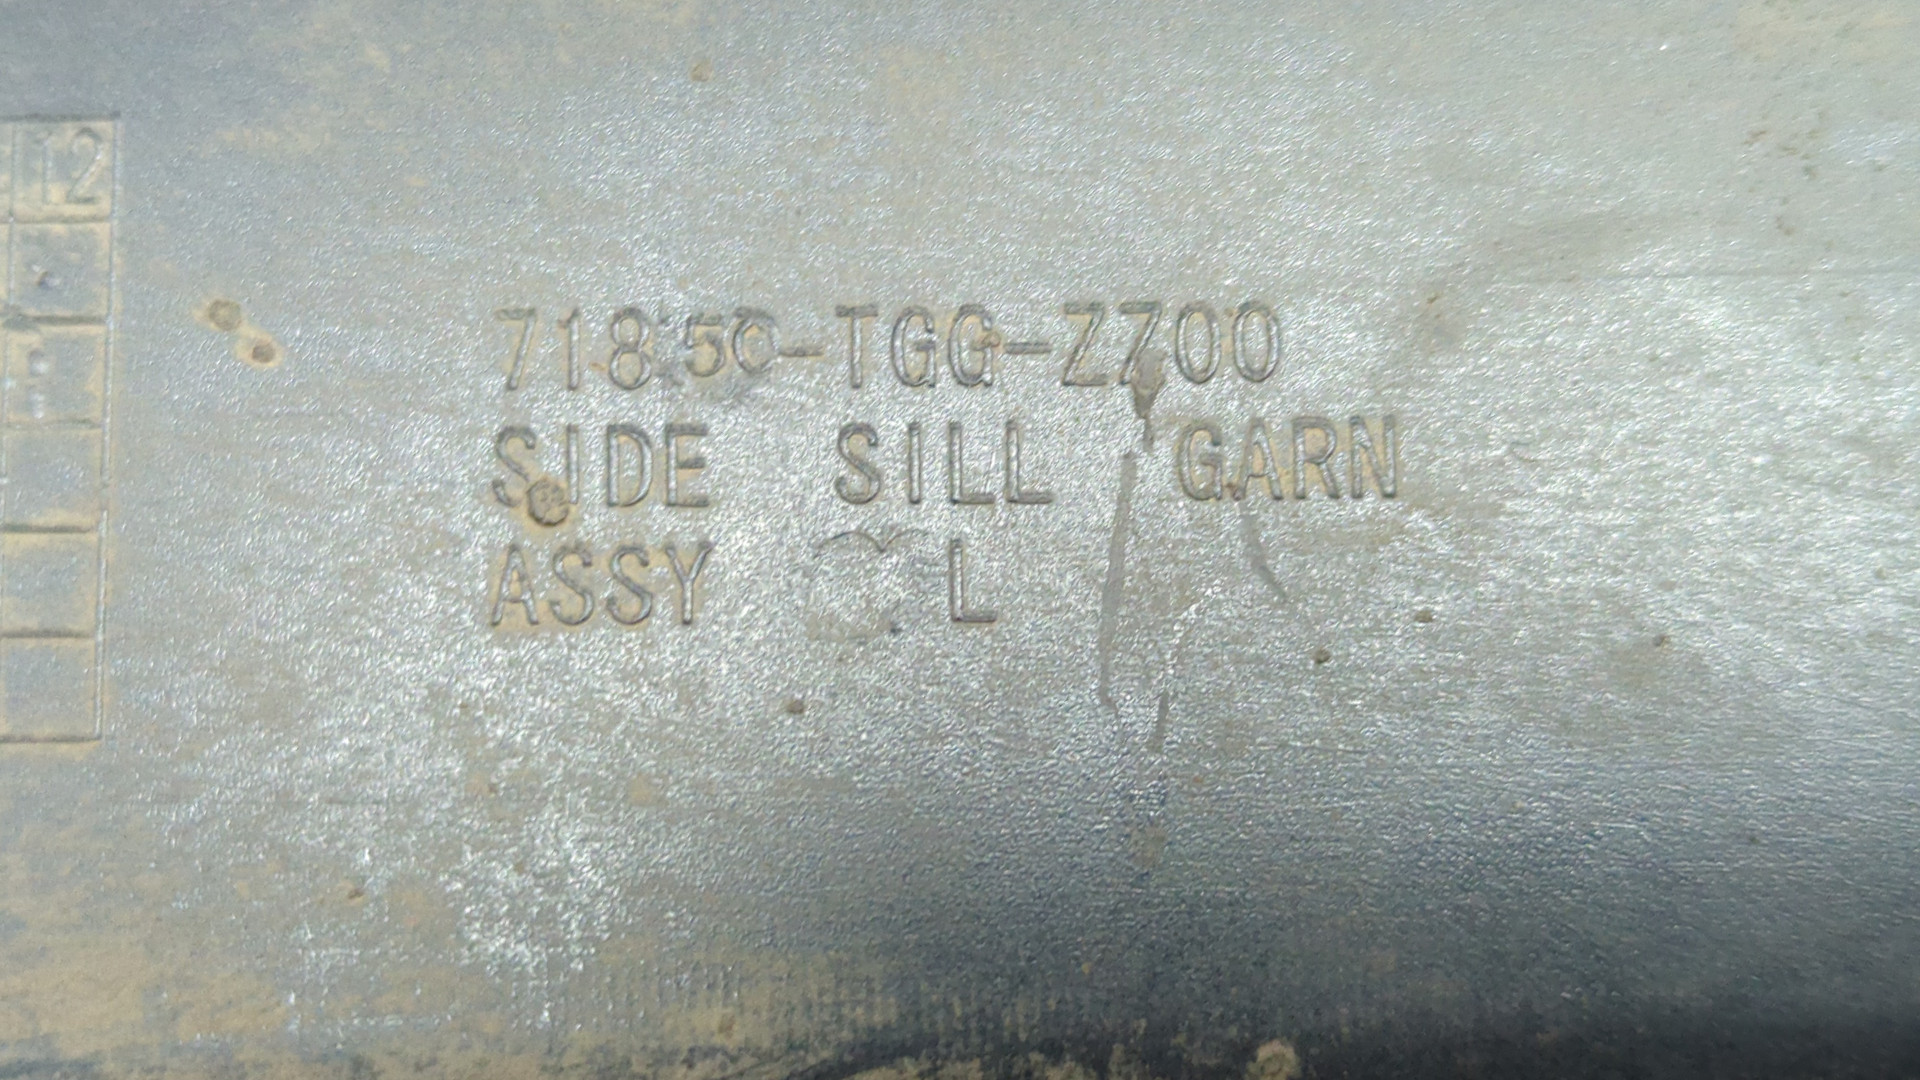 12
71850-TGG-Z700
SIDE SILL GARN
ASSY L